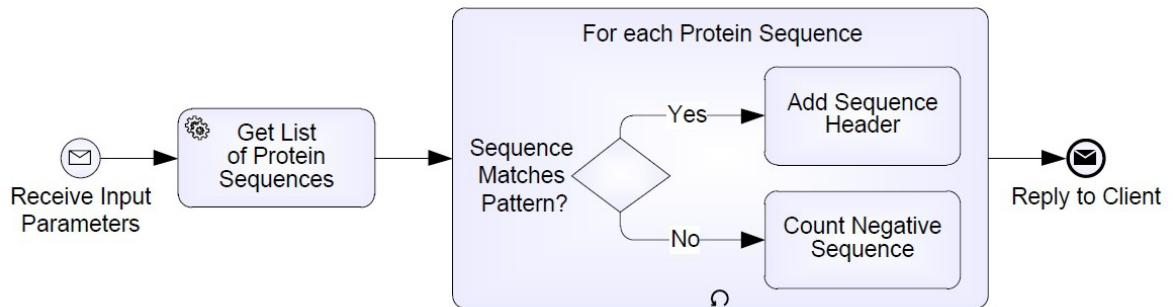 For each Protein Sequence
Get List
of Protein
Sequences
Receive Input
Parameters
Sequence
Matches
Pattern?
Yes
Add Sequence
Header
No
Count Negative
Sequence
Reply to Client